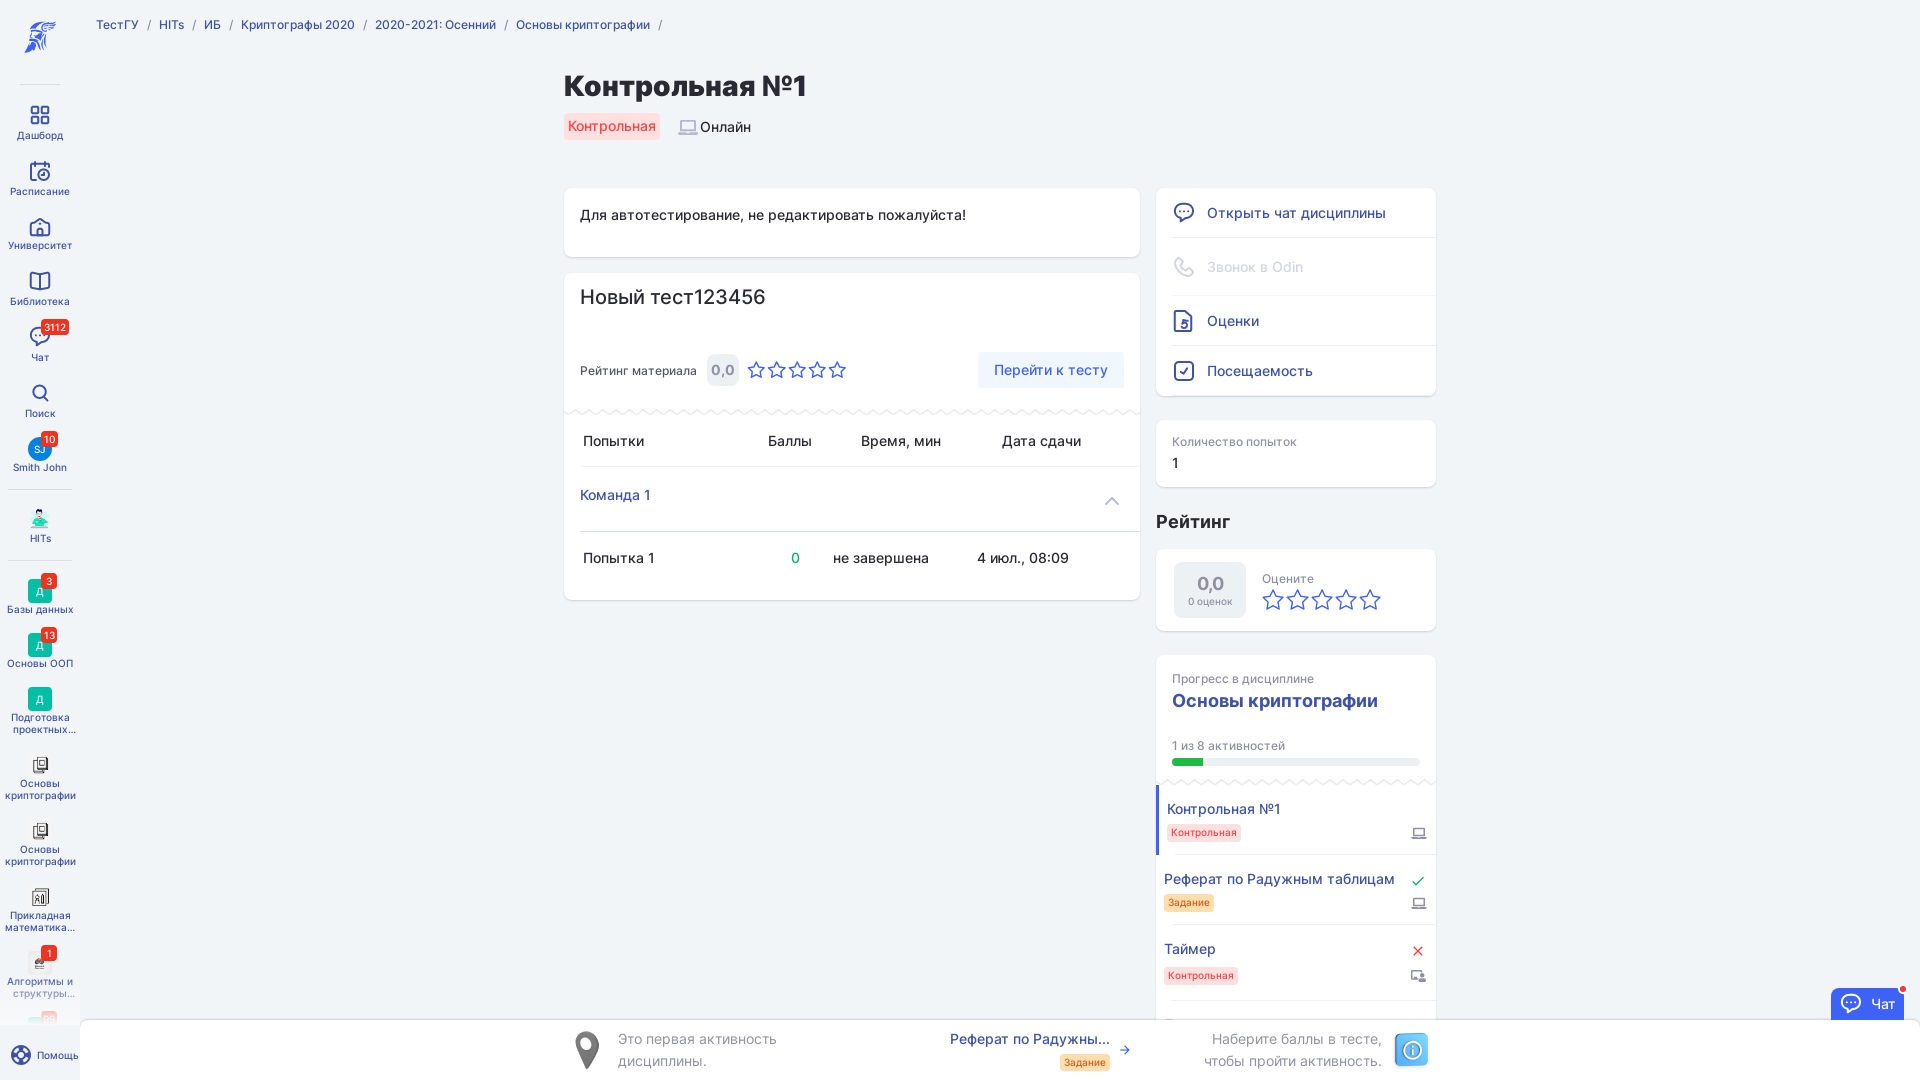 ТестГУ / HITs / ИБ / Криптографы 2020 / 2020-2021: Осенний / Основы криптографии /
Дашборд
Расписание
Университет
Библиотека
3112
Чат
Поиск
10
SJ
Smith John
HITs
3
Д
Базы данных
13
Д
Основы ООП
Д
Подготовка
проектных...
Основы
криптографии
Основы
криптографии
Прикладная
математика...
1
Алгоритмы и
структуры...
Помощь
Контрольная №1
Контрольная
Онлайн
Для автотестирование, не редактировать пожалуйста!
Новый тест123456
Рейтинг материала 0,0
Перейти к тесту
Попытки Баллы Время, мин Дата сдачи
Команда 1
Попытка 1 0 не завершена 4 июл., 08:09
Открыть чат дисциплины
Звонок в Odin
Оценки
Посещаемость
Количество попыток
1
Рейтинг
0,0
0 оценок
Оцените
Прогресс в дисциплине
Основы криптографии
1 из 8 активностей
Контрольная №1
Контрольная
Реферат по Радужным таблицам
Задание
Таймер
Контрольная
Чат
Это первая активность
дисциплины.
Реферат по Радужны...
Задание
Наберите баллы в тесте,
чтобы пройти активность.